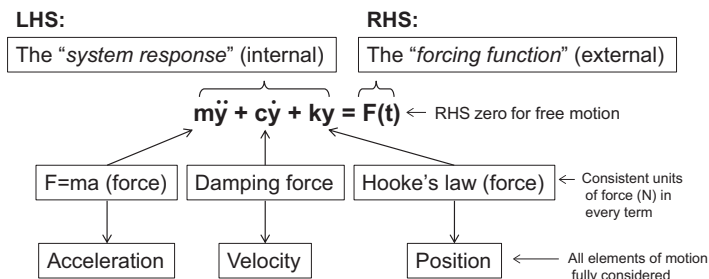 LHS:
RHS:
The “system response” (internal)
The “forcing function” (external)
mÿ + cẏ + ky = F(t)
RHS zero for free motion
F=ma (force)
Damping force
Hooke’s law (force)
Consistent units
of force (N) in
every term
Acceleration
Velocity
Position
All elements of motion
fully considered